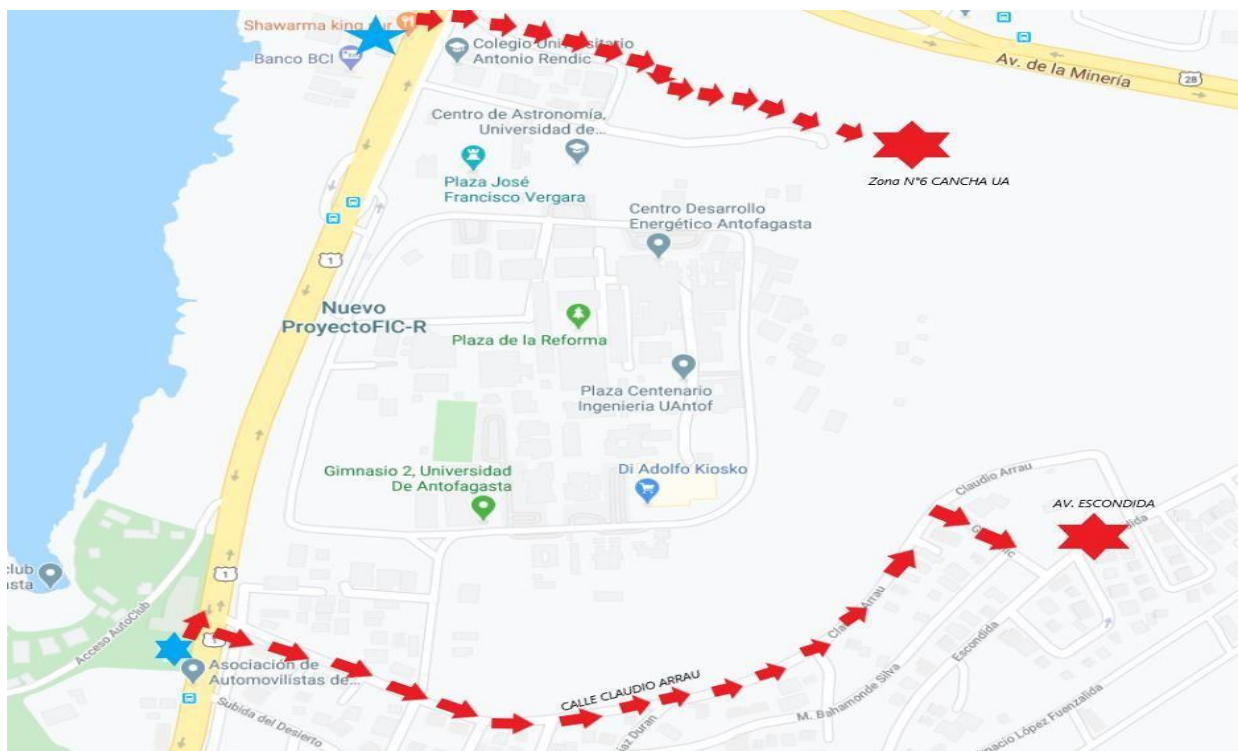 Shawarma king sur
Banco BCI
Colegio Universitario
Antonio Rendic
Av. de la Minería
28
Centro de Astronomía,
Universidad de...
Zona N°6 CANCHA UA
Plaza José
Francisco Vergara
Centro Desarrollo
Energético Antofagasta
1
Nuevo
ProyectoFIC-R
Plaza de la Reforma
Plaza Centenario
Ingenieria UAntof
Gimnasio 2, Universidad
De Antofagasta
Di Adolfo Kiosko
Claudio Arrau
AV. ESCONDIDA
1
Acceso AutoClub
1
Asociación de
Automovilistas de...
Subida del Desierto
CALLE CLAUDIO ARRAU
M. Bahamonde Silva
Escondida